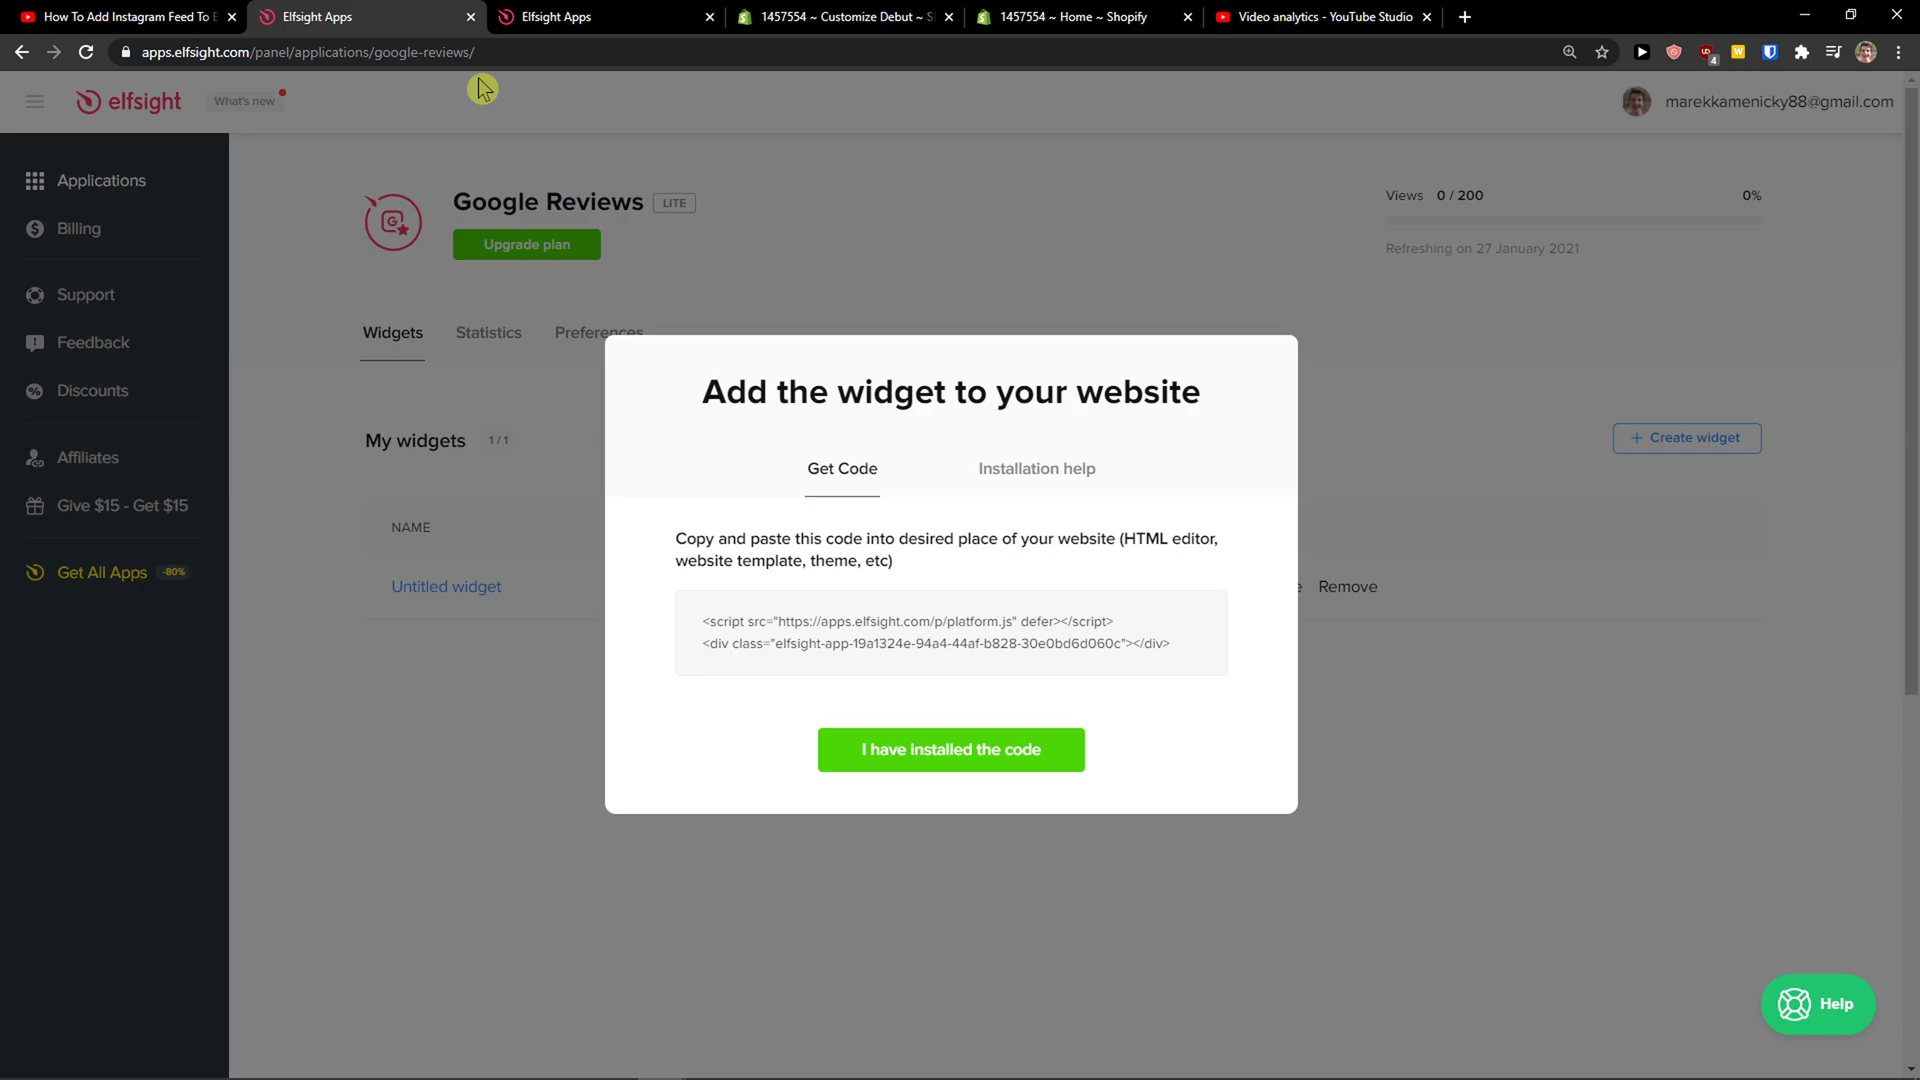 How To Add Instagram Feed To E
Elfsight Apps
Elfsight Apps
1457554 ~ Customize Debut ~ S
1457554 ~ Home ~ Shopify
Video analytics - YouTube Studio
apps.elfsight.com/panel/applications/google-reviews/
4
W
elfsight
What's new
marekkamenicky88@gmail.com
Applications
Billing
Support
Feedback
Discounts
Affiliates
Give $15 - Get $15
Get All Apps -80%
Google Reviews LITE
Upgrade plan
Views 0 / 200 0%
Refreshing on 27 January 2021
Widgets Statistics Preferences
My widgets 1 / 1
+ Create widget
NAME
Untitled widget
Remove
Add the widget to your website
Get Code Installation help
Copy and paste this code into desired place of your website (HTML editor,
website template, theme, etc)
<script src="https://apps.elfsight.com/p/platform.js" defer></script>
<div class="elfsight-app-19a1324e-94a4-44af-b828-30e0bd6d060c"></div>
I have installed the code
Help